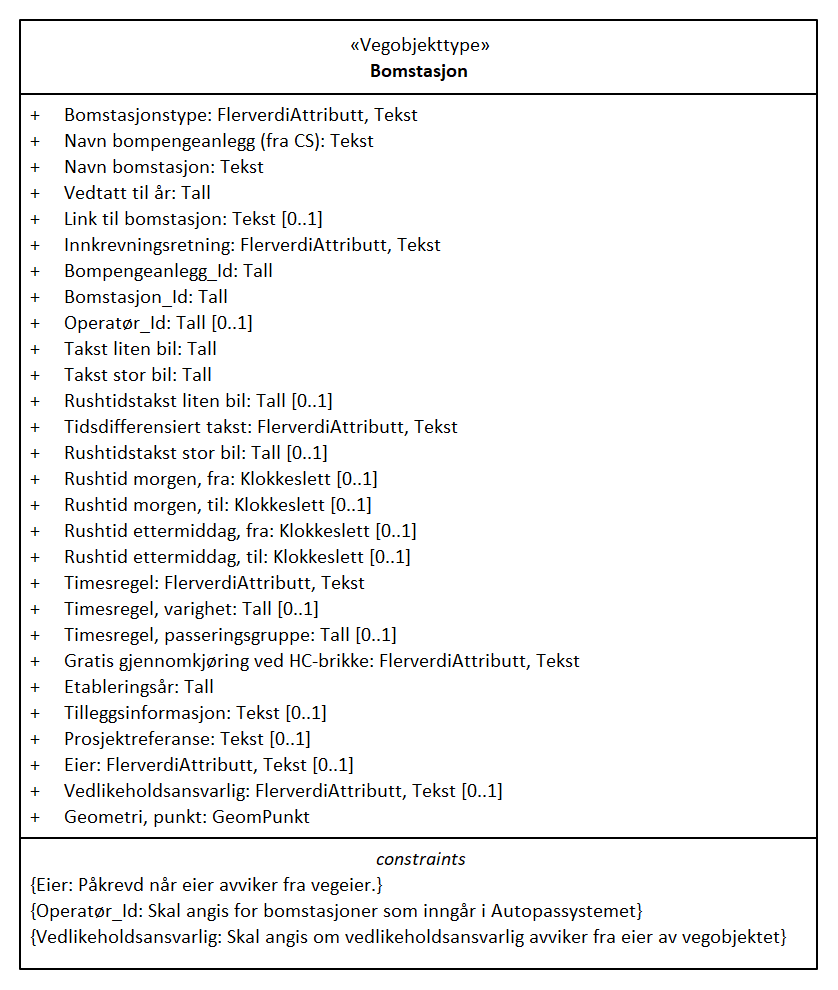 «Vegobjekttype»
Bomstasjon
+ Bomstasjonstype: FlerverdiAttributt, Tekst
+ Navn bompengeanlegg (fra CS): Tekst
+ Navn bomstasjon: Tekst
+ Vedtatt til år: Tall
+ Link til bomstasjon: Tekst [0..1]
+ Innkrevningsretning: FlerverdiAttributt, Tekst
+ Bompengeanlegg_Id: Tall
+ Bomstasjon_Id: Tall
+ Operatør_Id: Tall [0..1]
+ Takst liten bil: Tall
+ Takst stor bil: Tall
+ Rushtidstakst liten bil: Tall [0..1]
+ Tidsdifferensiert takst: FlerverdiAttributt, Tekst
+ Rushtidstakst stor bil: Tall [0..1]
+ Rushtid morgen, fra: Klokkeslett [0..1]
+ Rushtid morgen, til: Klokkeslett [0..1]
+ Rushtid ettermiddag, fra: Klokkeslett [0..1]
+ Rushtid ettermiddag, til: Klokkeslett [0..1]
+ Timesregel: FlerverdiAttributt, Tekst
+ Timesregel, varighet: Tall [0..1]
+ Timesregel, passeringsgruppe: Tall [0..1]
+ Gratis gjennomkjøring ved HC-brikke: FlerverdiAttributt, Tekst
+ Etableringsår: Tall
+ Tilleggsinformasjon: Tekst [0..1]
+ Prosjektreferanse: Tekst [0..1]
+ Eier: FlerverdiAttributt, Tekst [0..1]
+ Vedlikeholdsansvarlig: FlerverdiAttributt, Tekst [0..1]
+ Geometri, punkt: GeomPunkt
constraints
{Eier: Påkrevd når eier avviker fra vegeier.}
{Operatør_Id: Skal angis for bomstasjoner som inngår i Autopassystemet}
{Vedlikeholdsansvarlig: Skal angis om vedlikeholdsansvarlig avviker fra eier av vegobjektet}